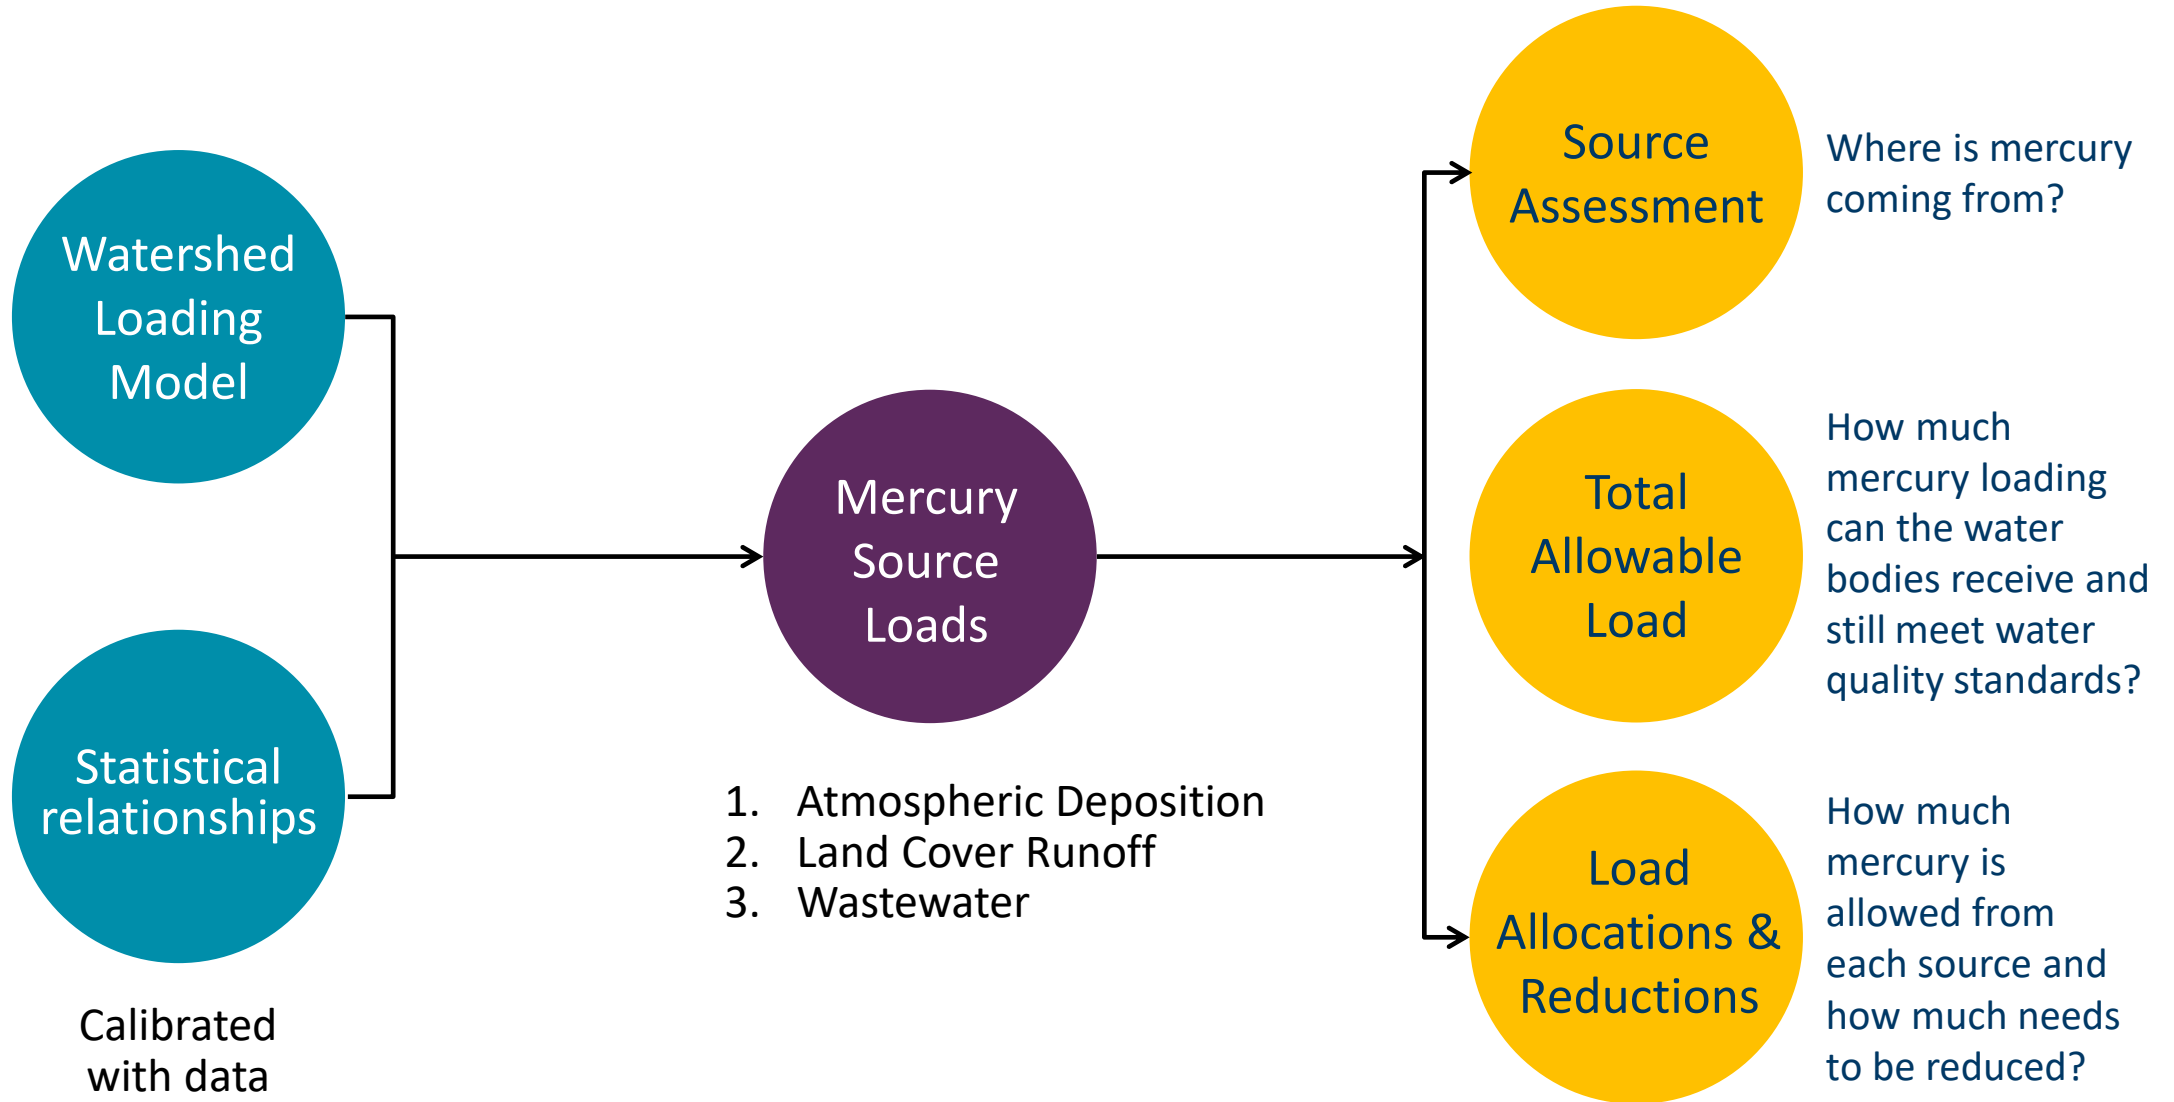 Watershed
Loading
Model
Statistical
relationships
Calibrated
with data
Mercury
Source
Loads
1. Atmospheric Deposition
2. Land Cover Runoff
3. Wastewater
Source
Assessment
Where is mercury
coming from?
Total
Allowable
Load
How much
mercury loading
can the water
bodies receive and
still meet water
quality standards?
Load
Allocations &
Reductions
How much
mercury is
allowed from
each source and
how much needs
to be reduced?